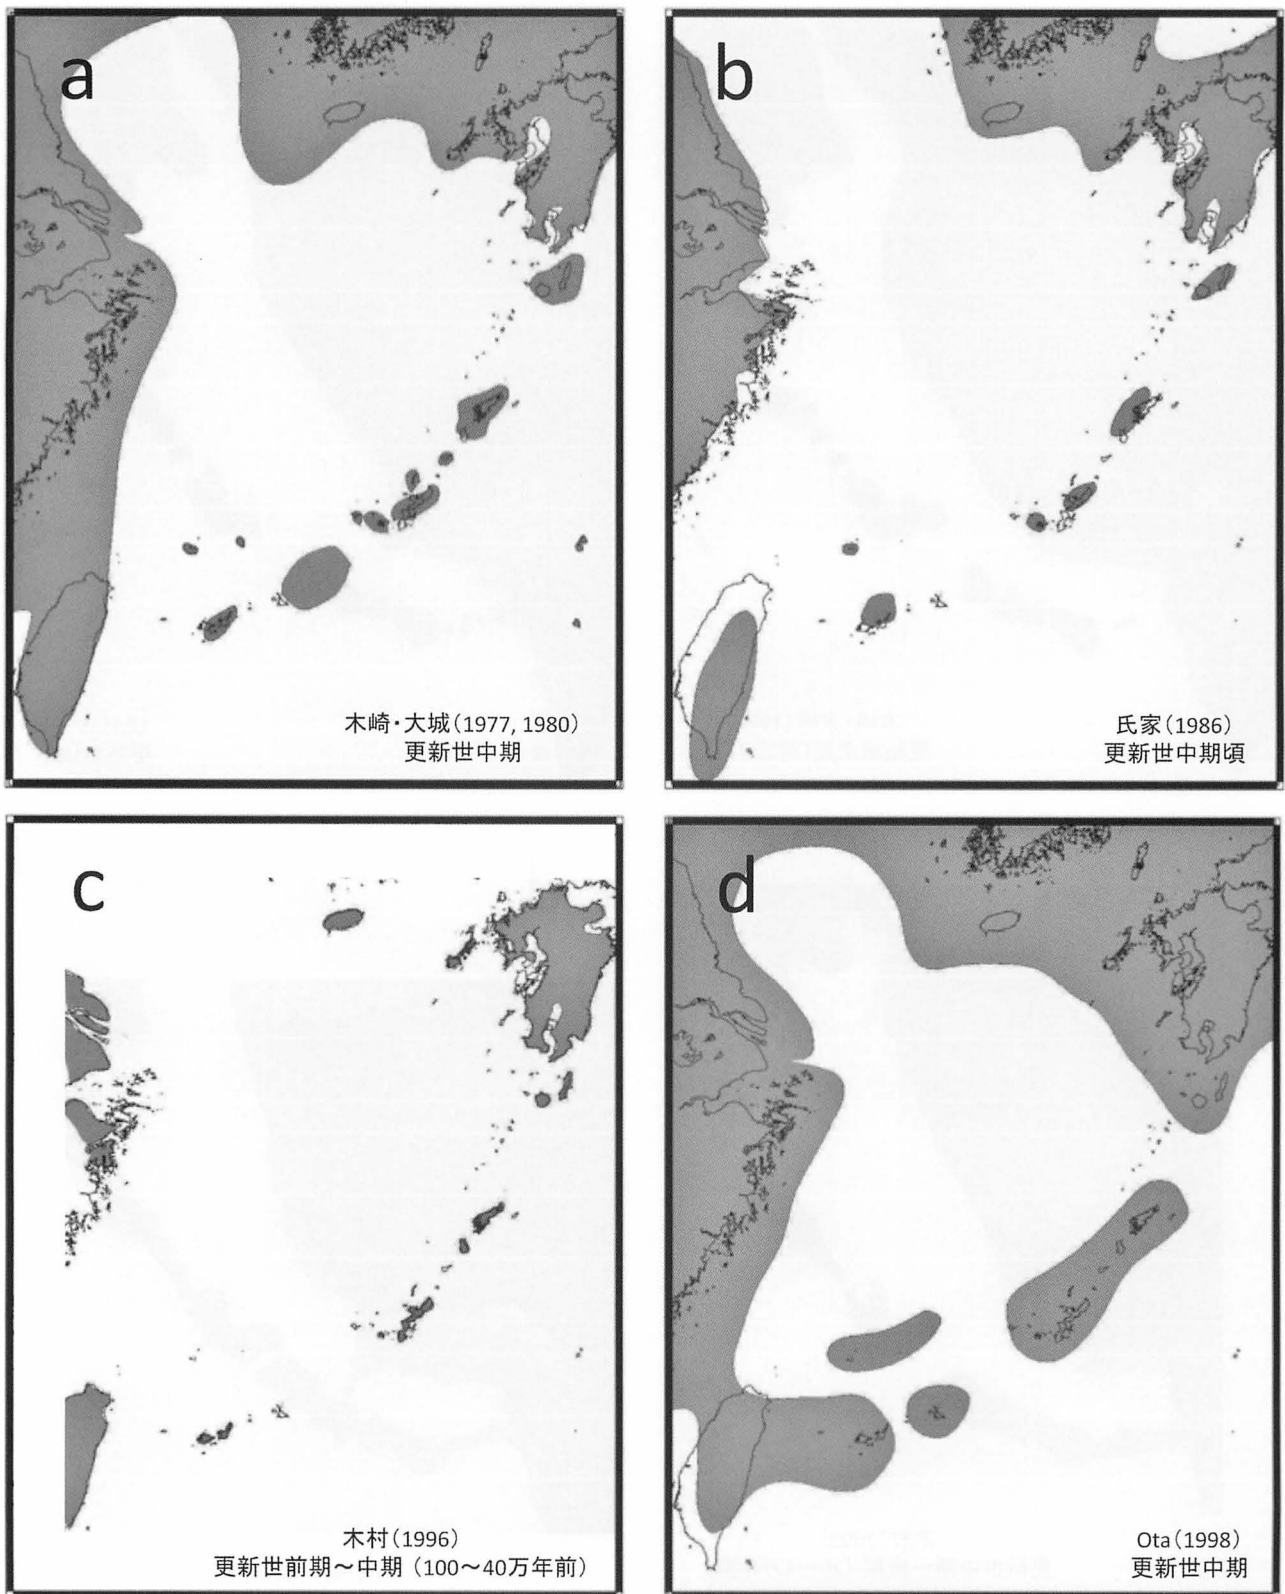 a
木崎・大城（1977, 1980）
更新世中期
b
氏家（1986）
更新世中期頃
c
木村（1996）
更新世前期～中期（100～40万年前）
d
Ota（1998）
更新世中期